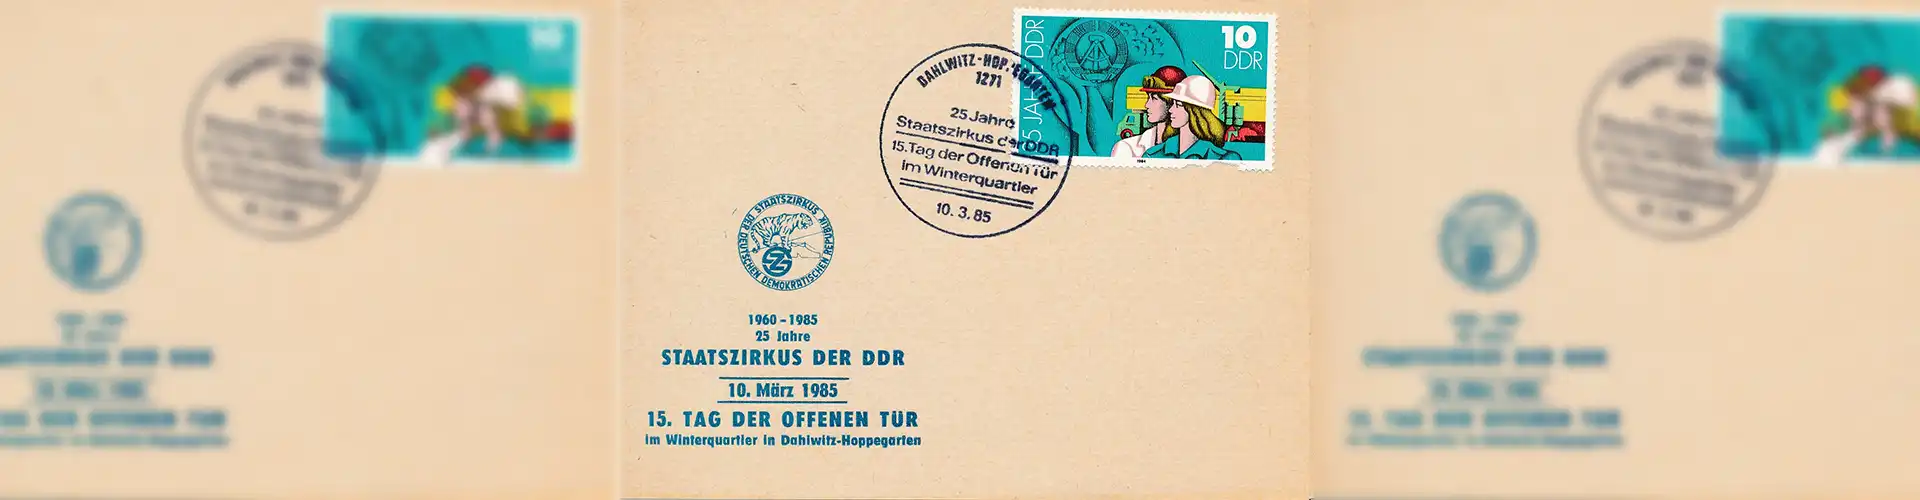 35 JAHRE DDR
10
DDR
DAHLWITZ-HOPPEGARTEN
1271
25 Jahre
Staatszirkus der DDR
15.Tag der Offenen Tür
im Winterquartier
10.3.85
STAATSZIRKUS
DER DEUTSCHEN DEMOKRATISCHEN REPUBLIK
1960-1985
25 Jahre
STAATSZIRKUS DER DDR
10. März 1985
15. TAG DER OFFENEN TÜR
im Winterquartier in Dahlwitz-Hoppegarten